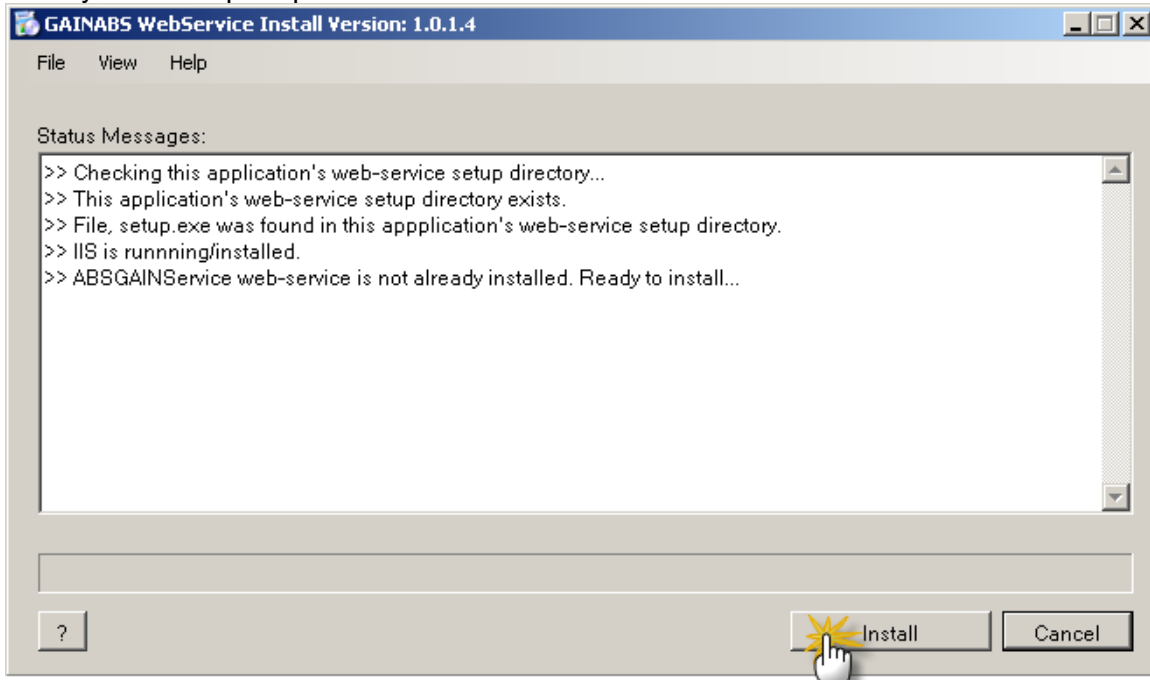 GAINABS WebService Install Version: 1.0.1.4
File View Help
Status Messages:
>> Checking this application's web-service setup directory...
>> This application's web-service setup directory exists.
>> File, setup.exe was found in this appplication's web-service setup directory.
>> IIS is runnning/installed.
>> ABSGAINService web-service is not already installed. Ready to install...
? Install Cancel